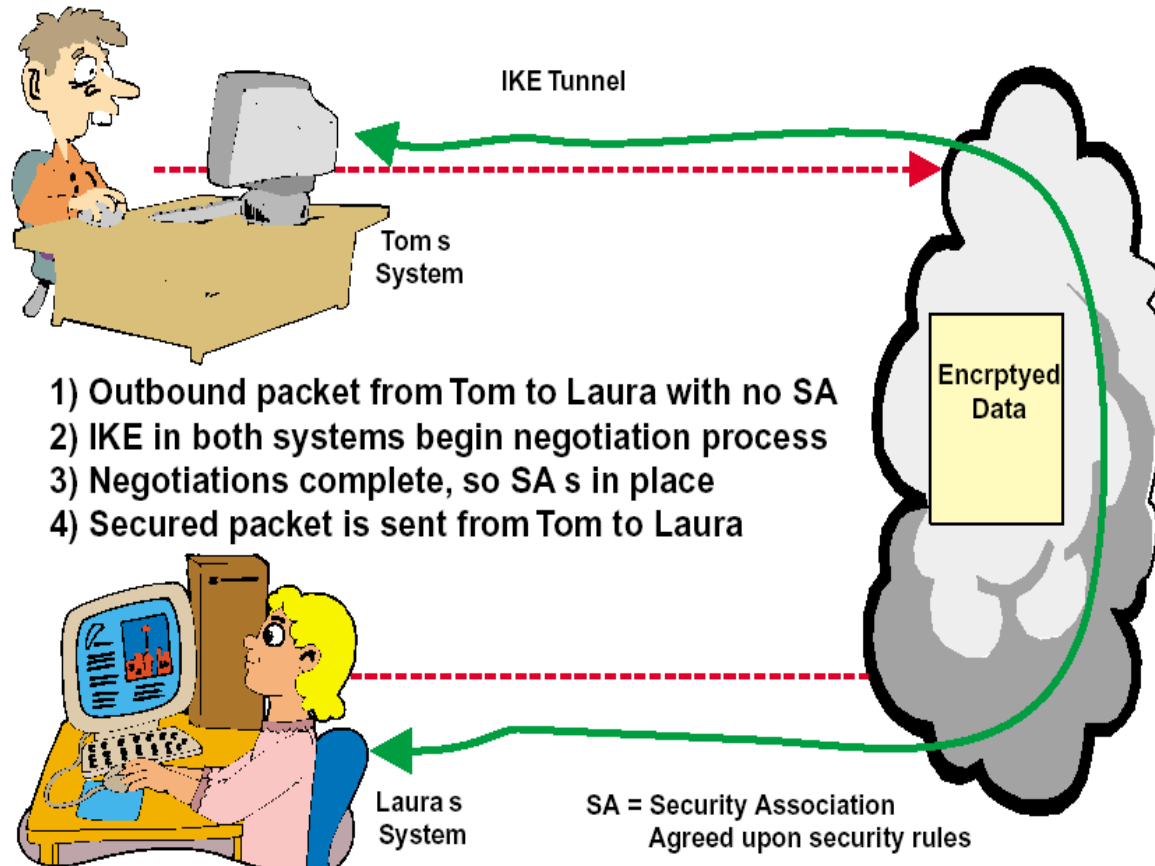 IKE Tunnel
Tom s
System
1) Outbound packet from Tom to Laura with no SA
2) IKE in both systems begin negotiation process
3) Negotiations complete, so SA s in place
4) Secured packet is sent from Tom to Laura
Encrptyed
Data
Laura s
System
SA = Security Association
Agreed upon security rules